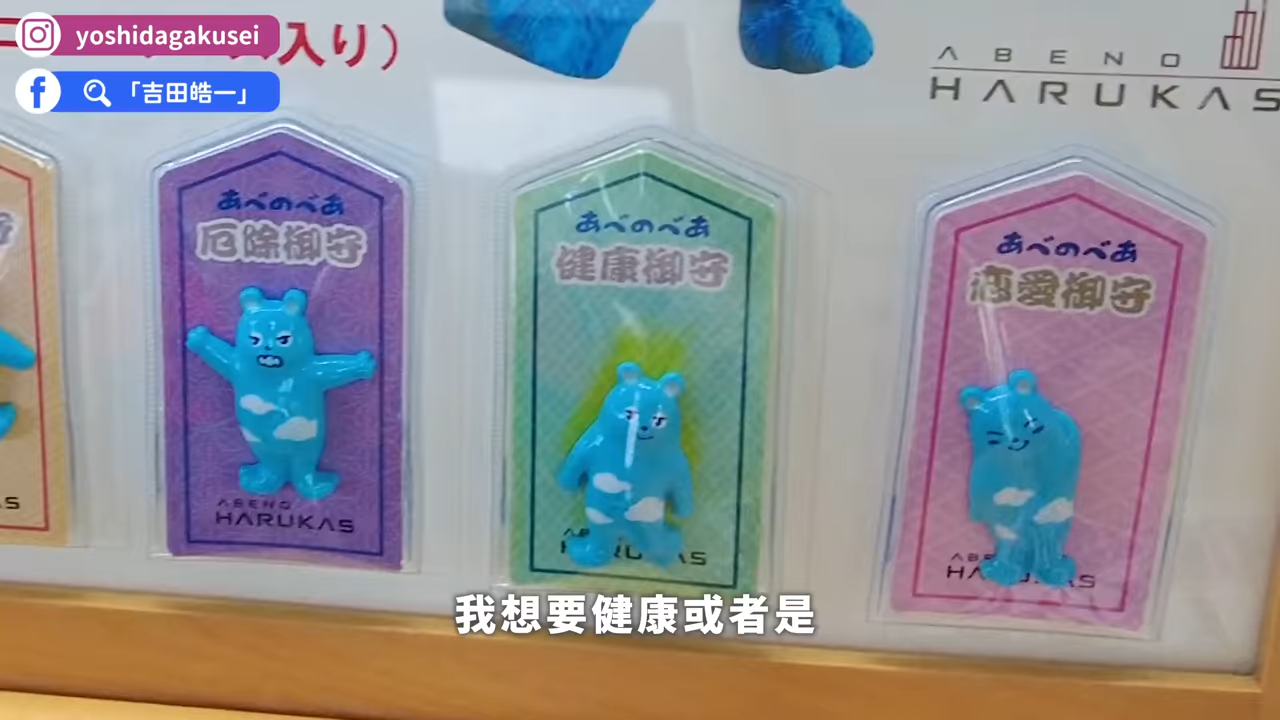 yoshidagakusei
「吉田皓一」
入り）
ABENO
HARUKAS
あべのべあ
厄除御守
ABENO
HARUKAS
あべのべあ
健康御守
あべのべあ
恋愛御守
我想要健康或者是